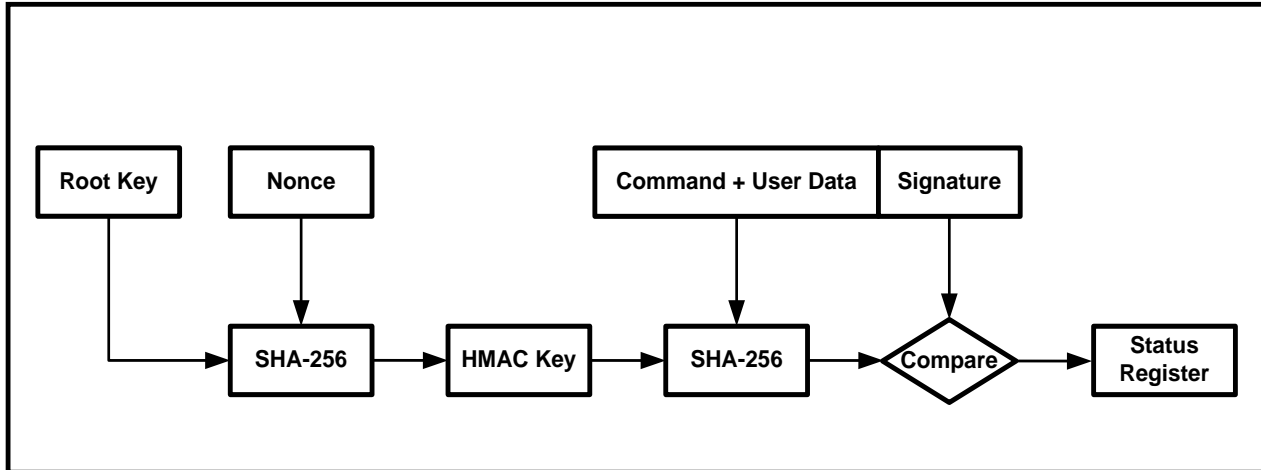 Root Key
Nonce
Command + User Data
Signature
SHA-256
HMAC Key
SHA-256
Compare
Status
Register